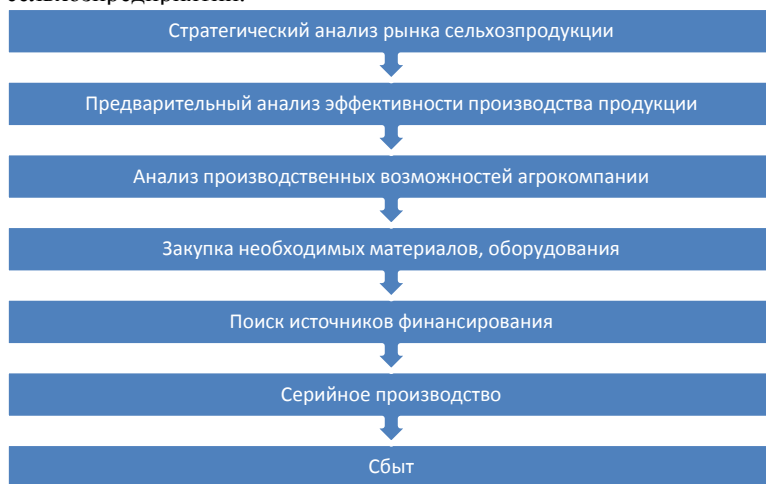 Стратегический анализ рынка сельхозпродукции
Предварительный анализ эффективности производства продукции
Анализ производственных возможностей агрокомпании
Закупка необходимых материалов, оборудования
Поиск источников финансирования
Серийное производство
Сбыт